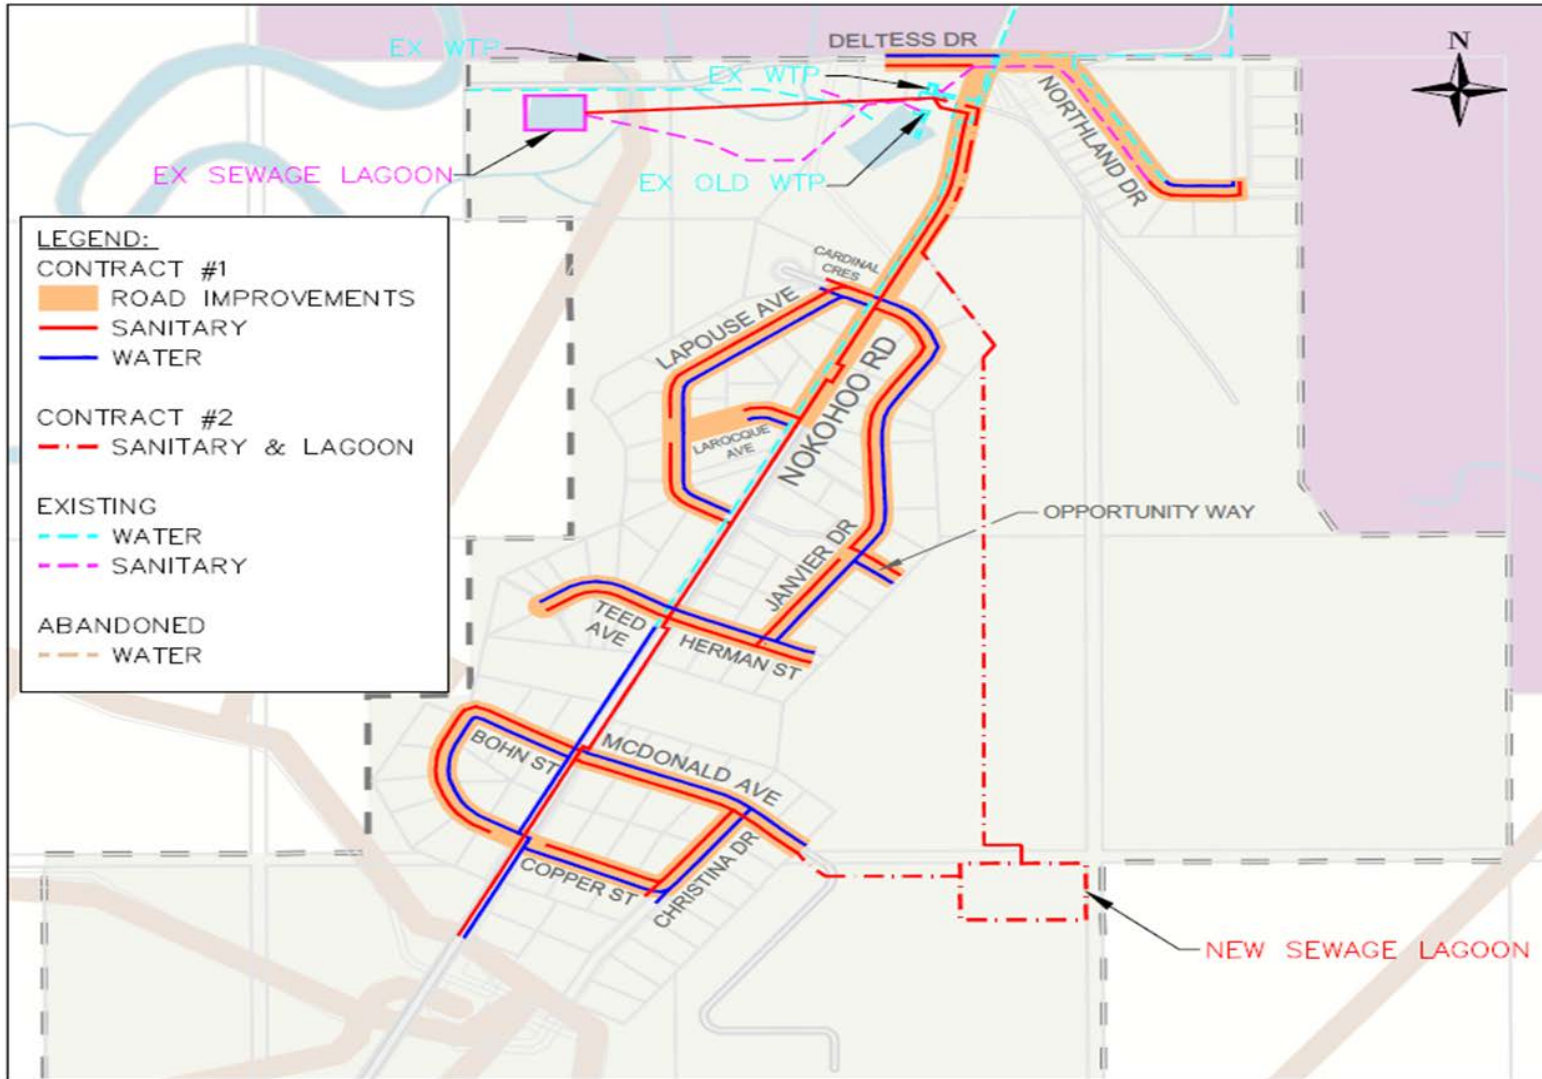 DELTESS DR
N
EX WTP
EX WTP
NORTHLAND DR
EX SEWAGE LAGOON
EX OLD WTP
LEGEND:
CONTRACT #1
ROAD IMPROVEMENTS
SANITARY
WATER
CONTRACT #2
SANITARY & LAGOON
EXISTING
WATER
SANITARY
ABANDONED
WATER
CARDINAL
CRES
LAPOUSE AVE
NOKOHOO RD
LAROCQUE
AVE
OPPORTUNITY WAY
JANVIER DR
TEED
AVE
HERMAN ST
BOHN ST
MCDONALD AVE
COPPER ST
CHRISTINA DR
NEW SEWAGE LAGOON